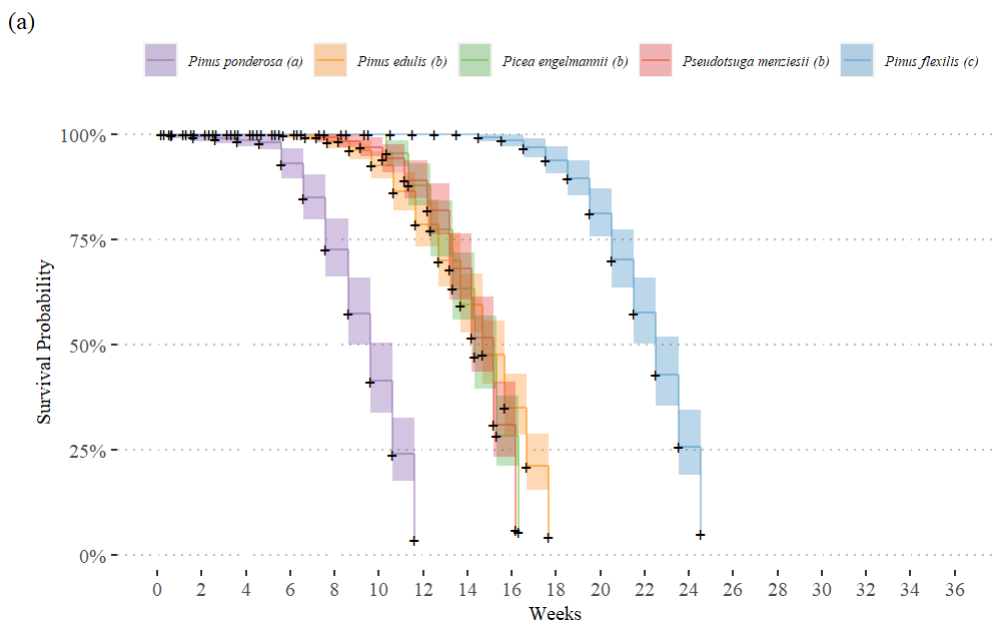 (a)
Pinus ponderosa (a) Pinus edulis (b) Picea engelmannii (b) Pseudotsuga menziesii (b) Pinus flexilis (c)
100%
75%
50%
25%
0%
Survival Probability
0 2 4 6 8 10 12 14 16 18 20 22 24 26 28 30 32 34 36
Weeks